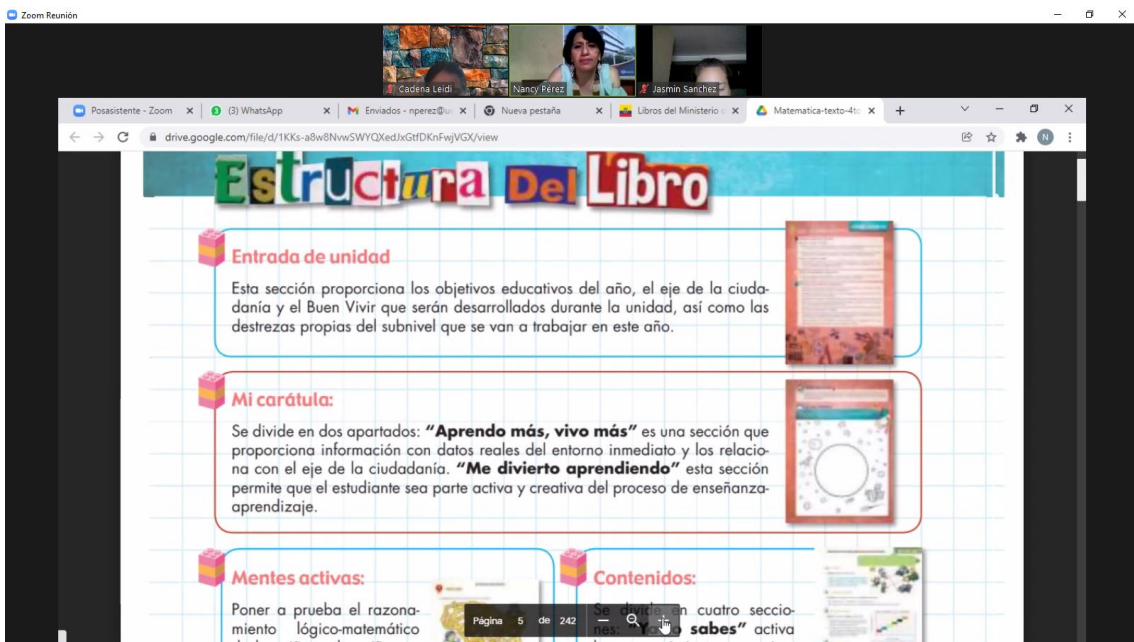 Zoom Reunión
Cadena Leidi
Nancy Pérez
Jasmin Sanchez
Posasistente - Zoom
(3) WhatsApp
Enviados - nperez@u
Nueva pestaña
Libros del Ministerio
Matematica-texto-4to
drive.google.com/file/d/1KKs-a8w8NvwSWYQXedJxGtfDKnFwjVGX/view
N
Estructura Del Libro
Entrada de unidad
Esta sección proporciona los objetivos educativos del año, el eje de la ciuda-
danía y el Buen Vivir que serán desarrollados durante la unidad, así como las
destrezas propias del subnivel que se van a trabajar en este año.
Mi carátula:
Se divide en dos apartados: “Aprendo más, vivo más” es una sección que
proporciona información con datos reales del entorno inmediato y los relacio-
na con el eje de la ciudadanía. “Me divierto aprendiendo” esta sección
permite que el estudiante sea parte activa y creativa del proceso de enseñanza-
aprendizaje.
Mentes activas:
Poner a prueba el razona-
miento lógico-matemático
Contenidos:
Se divide en cuatro seccio-
nes: sabes” activa
Página 5 de 242